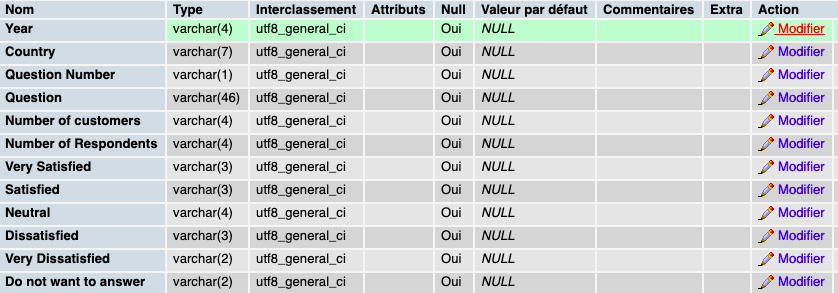 Nom Type Interclassement Attributs Null Valeur par défaut Commentaires Extra Action
Year varchar(4) utf8_general_ci Oui NULL Modifier
Country varchar(7) utf8_general_ci Oui NULL Modifier
Question Number varchar(1) utf8_general_ci Oui NULL Modifier
Question varchar(46) utf8_general_ci Oui NULL Modifier
Number of customers varchar(4) utf8_general_ci Oui NULL Modifier
Number of Respondents varchar(4) utf8_general_ci Oui NULL Modifier
Very Satisfied varchar(3) utf8_general_ci Oui NULL Modifier
Satisfied varchar(3) utf8_general_ci Oui NULL Modifier
Neutral varchar(4) utf8_general_ci Oui NULL Modifier
Dissatisfied varchar(3) utf8_general_ci Oui NULL Modifier
Very Dissatisfied varchar(2) utf8_general_ci Oui NULL Modifier
Do not want to answer varchar(2) utf8_general_ci Oui NULL Modifier